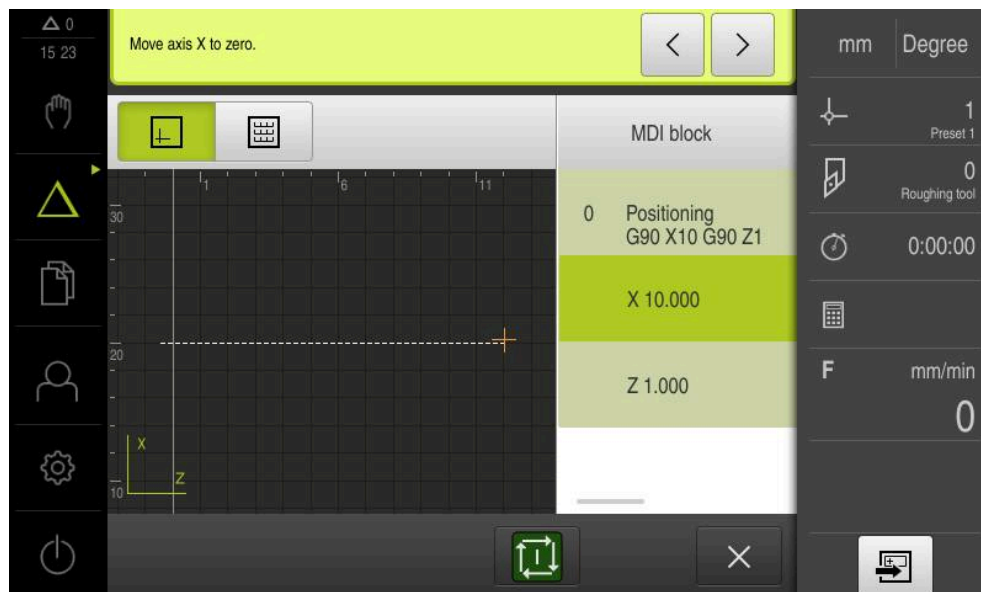 0
15 23
Move axis X to zero.
<
>
mm
Degree
1
Preset 1
MDI block
1
6
11
0
Roughing tool
30
0
Positioning
G90 X10 G90 Z1
0:00:00
X 10.000
20
F
mm/min
0
Z 1.000
X
Z
10